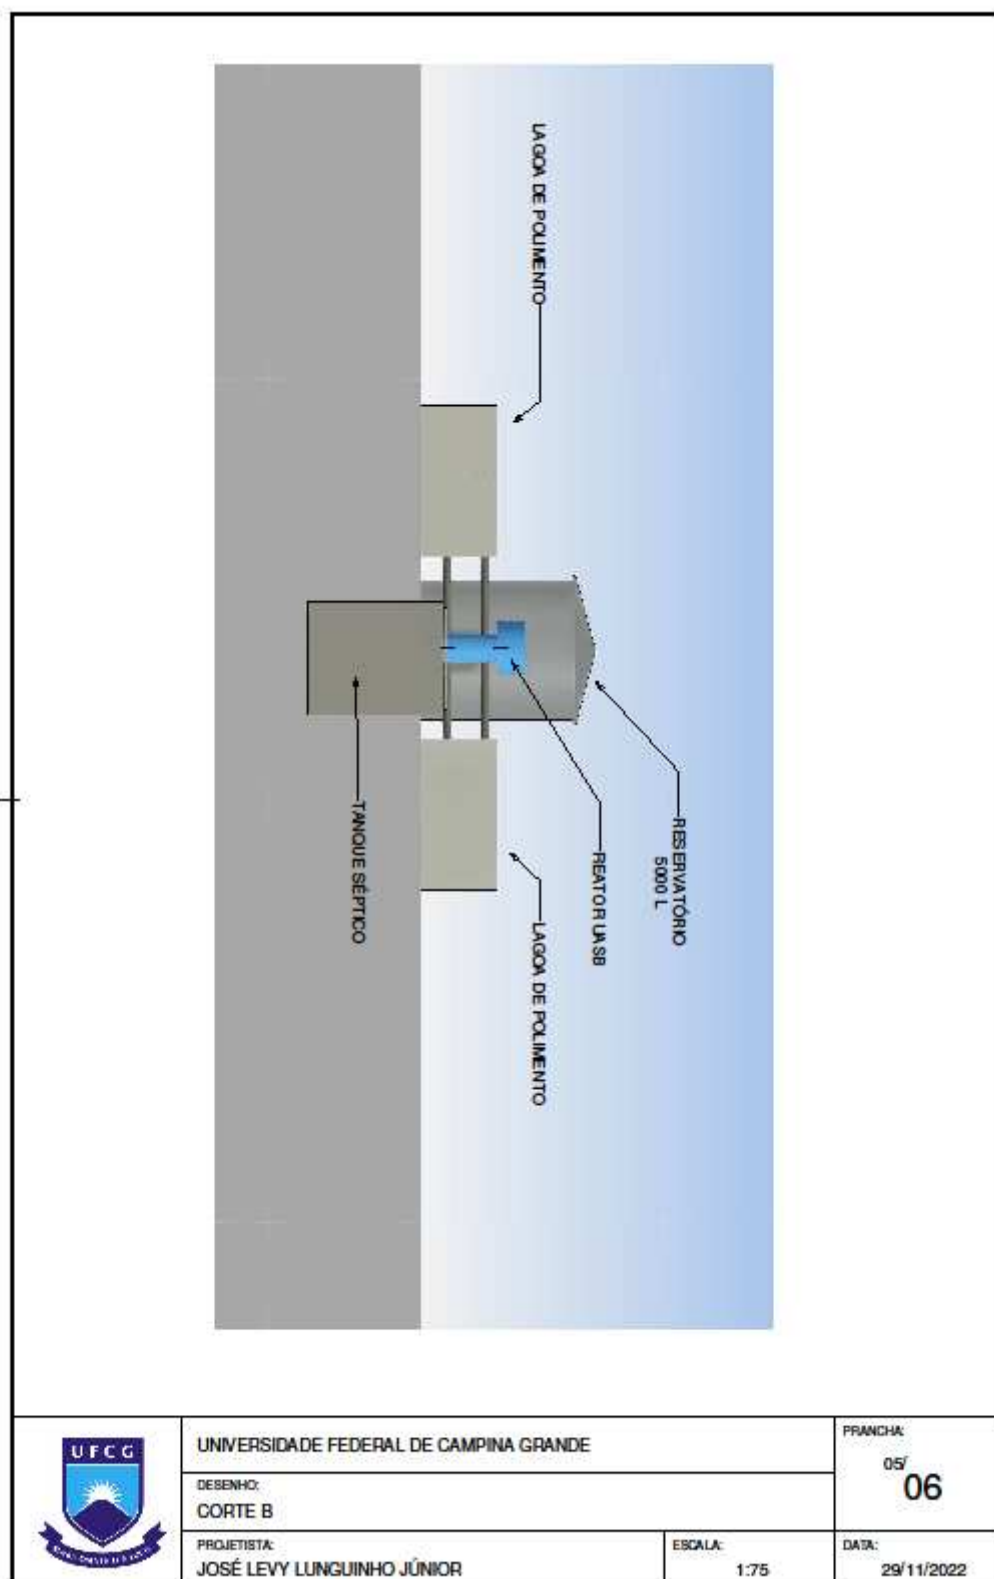 LAGOA DE POLIMENTO
RESERVATÓRIO
5000 L
REATOR UASB
TANQUE SÉPTICO
LAGOA DE POLIMENTO
UFCG
UNIVERSIDADE FEDERAL DE CAMPINA GRANDE
DESENHO:
CORTE B
PROJETISTA:
JOSÉ LEVY LUNGUINHO JÚNIOR
ESCALA:
1:75
PRANCHA:
05/
06
DATA:
29/11/2022